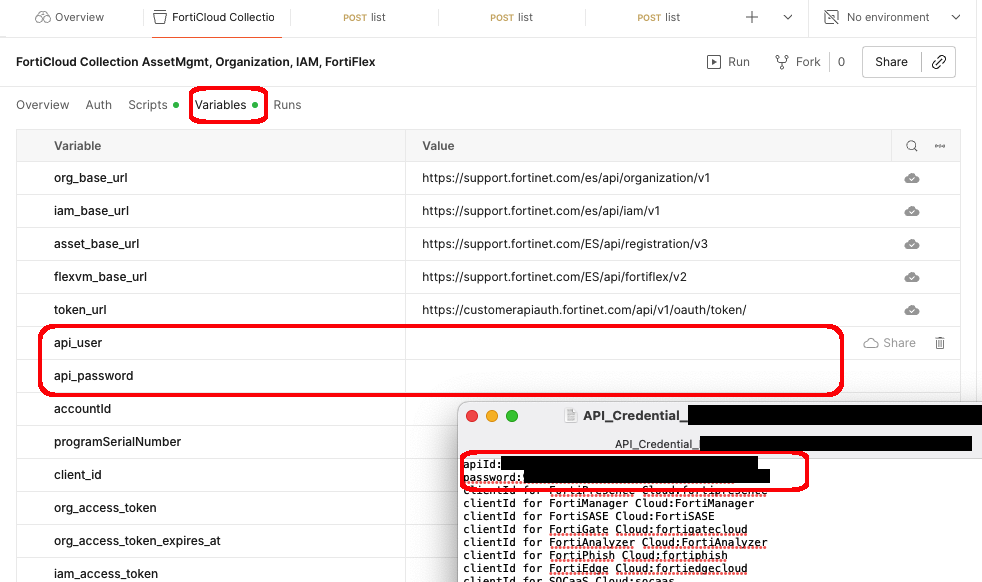 Overview
FortiCloud Collectio
POST list
POST list
POST list
No environment
FortiCloud Collection AssetMgmt, Organization, IAM, FortiFlex
Run
Fork 0
Share
Overview Auth Scripts Variables Runs
Variable Value
org_base_url https://support.fortinet.com/es/api/organization/v1
iam_base_url https://support.fortinet.com/es/api/iam/v1
asset_base_url https://support.fortinet.com/ES/api/registration/v3
flexvm_base_url https://support.fortinet.com/ES/api/fortiflex/v2
token_url https://customerapiauth.fortinet.com/api/v1/oauth/token/
api_user Share
api_password
accountId
programSerialNumber
client_id
org_access_token
org_access_token_expires_at
iam_access_token
API_Credential_
API_Credential_
apiId:
password:
clientId for FortiPresence Cloud:fortipresence
clientId for FortiManager Cloud:FortiManager
clientId for FortiSASE Cloud:FortiSASE
clientId for FortiGate Cloud:fortigatecloud
clientId for FortiAnalyzer Cloud:FortiAnalyzer
clientId for FortiPhish Cloud:fortiphish
clientId for FortiEdge Cloud:fortiedgecloud
clientId for SOCaaS Cloud:socaas